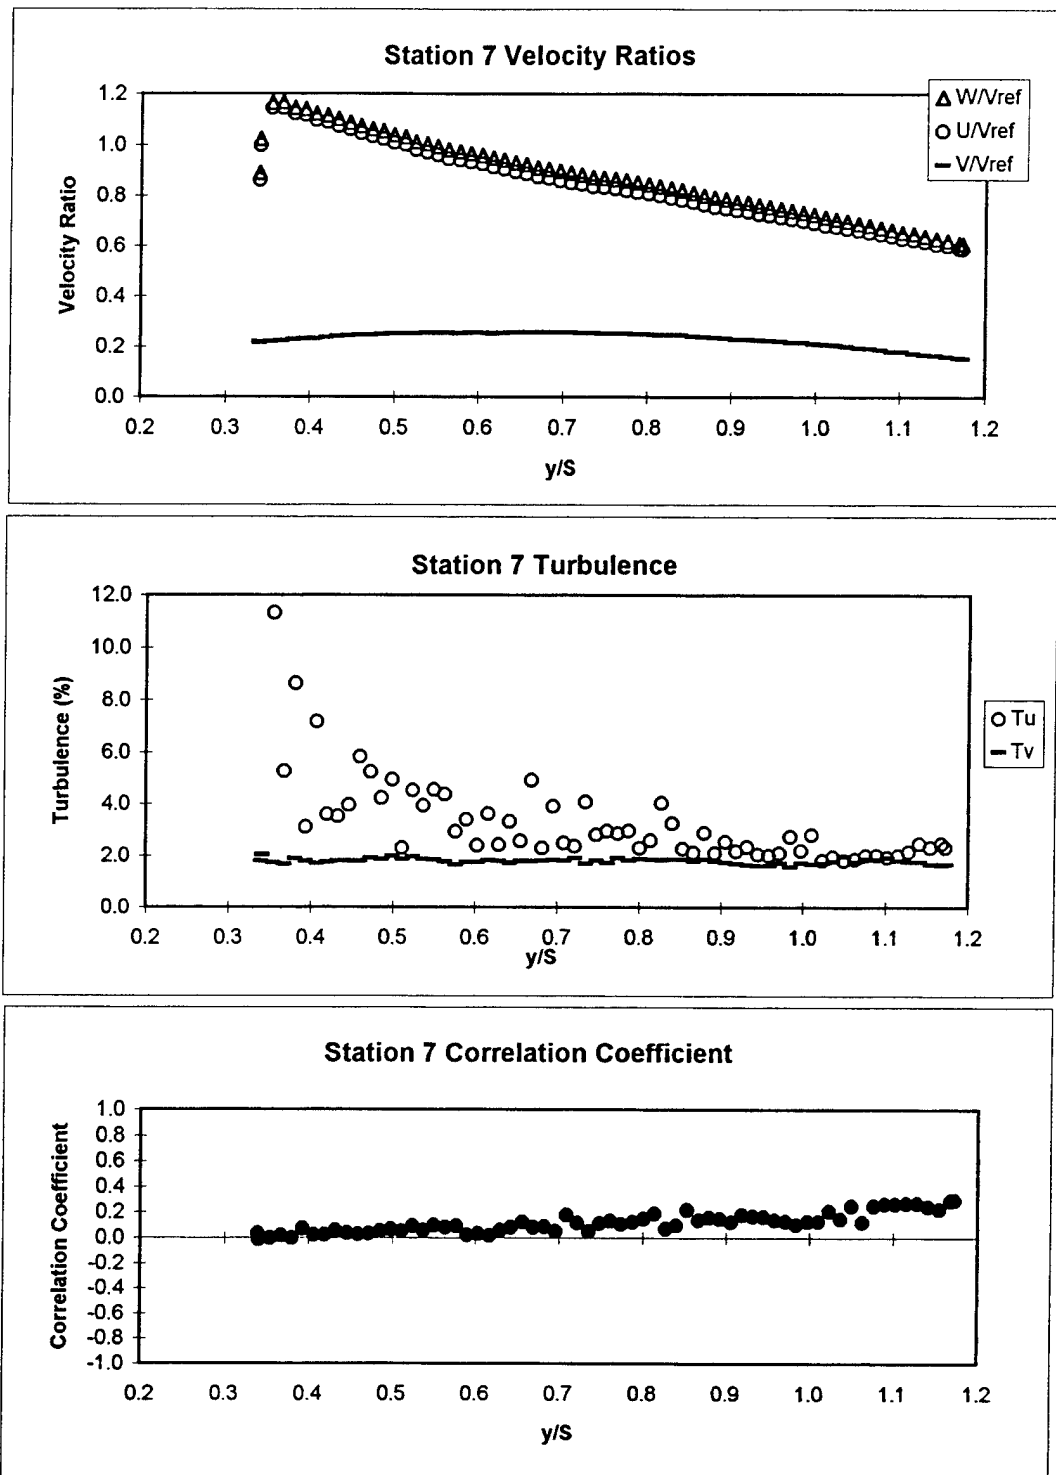 Station 7 Velocity Ratios
W/Vref
U/Vref
V/Vref
Velocity Ratio
1.2
1.0
0.8
0.6
0.4
0.2
0.0
0.2 0.3 0.4 0.5 0.6 0.7 0.8 0.9 1.0 1.1 1.2
y/S
Station 7 Turbulence
Turbulence (%)
12.0
10.0
8.0
6.0
4.0
2.0
0.0
Tu
Tv
0.2 0.3 0.4 0.5 0.6 0.7 0.8 0.9 1.0 1.1 1.2
y/S
Station 7 Correlation Coefficient
Correlation Coefficient
1.0
0.8
0.6
0.4
0.2
0.0
-0.2
-0.4
-0.6
-0.8
-1.0
0.2 0.3 0.4 0.5 0.6 0.7 0.8 0.9 1.0 1.1 1.2
y/S